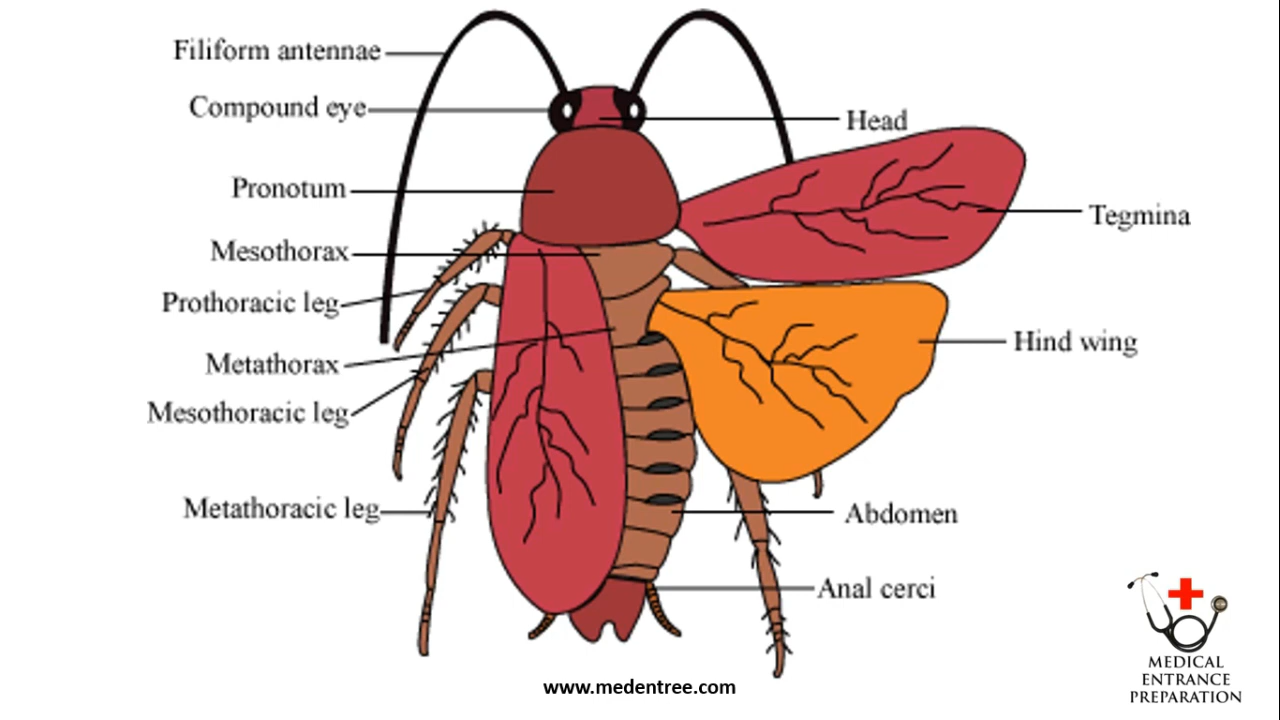 Filiform antennae
Compound eye
Head
Pronotum
Tegmina
Mesothorax
Prothoracic leg
Hind wing
Metathorax
Mesothoracic leg
Metathoracic leg
Abdomen
Anal cerci
www.medentree.com
MEDICAL
ENTRANCE
PREPARATION